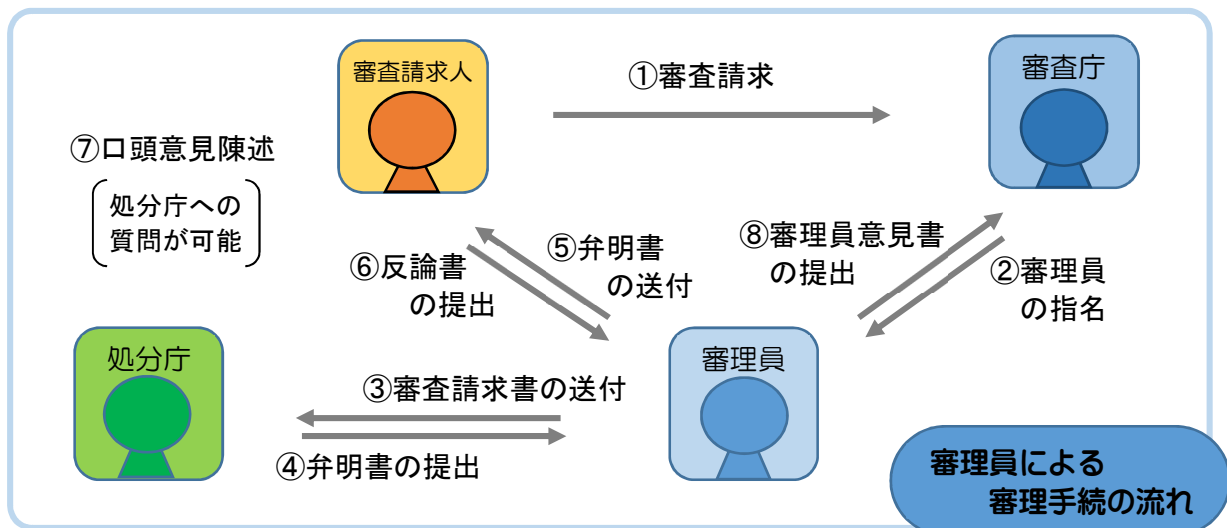 審査請求人
①審査請求
審査庁
⑦口頭意見陳述
処分庁への
質問が可能
⑥反論書
の提出
⑤弁明書
の送付
⑧審理員意見書
の提出
②審理員
の指名
処分庁
③審査請求書の送付
④弁明書の提出
審理員
審理員による
審理手続の流れ